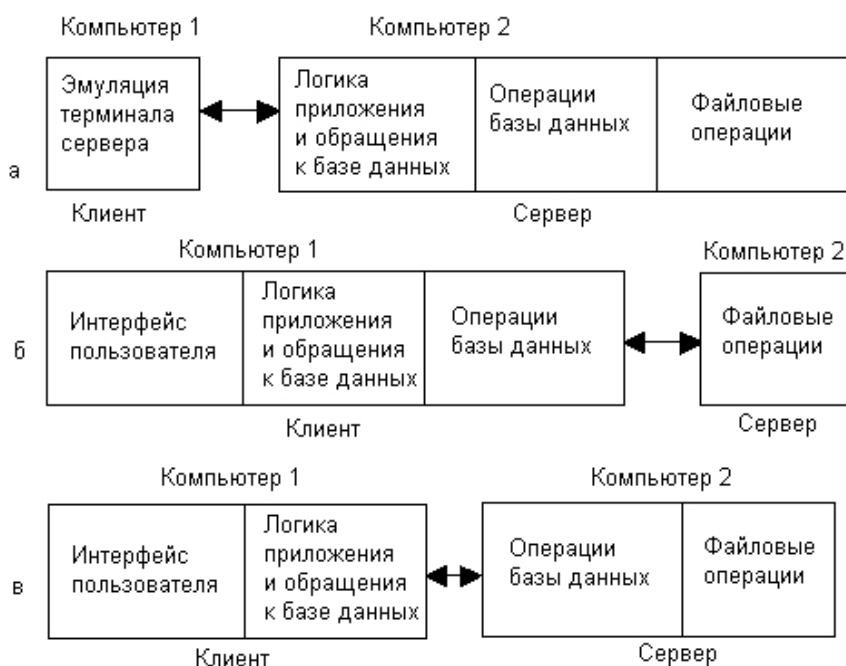 Компьютер 1
Компьютер 2
Эмуляция
терминала
сервера
Логика
приложения
и обращения
к базе данных
Операции
базы данных
Файловые
операции
а
Клиент
Сервер
Компьютер 1
Компьютер 2
Интерфейс
пользователя
Логика
приложения
и обращения
к базе данных
Операции
базы данных
Файловые
операции
б
Клиент
Сервер
Компьютер 1
Компьютер 2
Интерфейс
пользователя
Логика
приложения
и обращения
к базе данных
Операции
базы данных
Файловые
операции
в
Клиент
Сервер